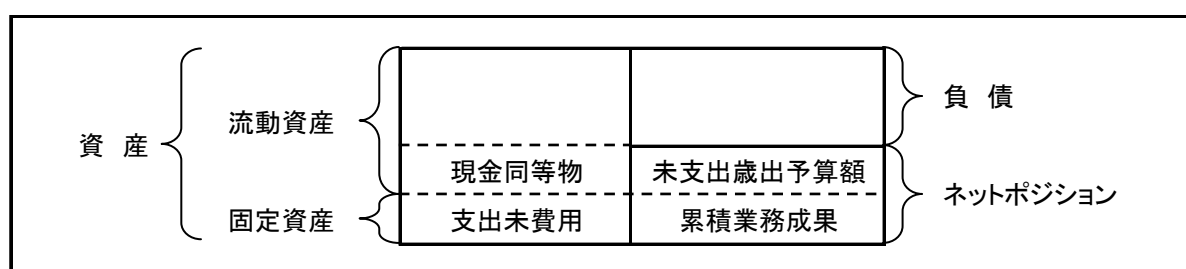 資 産
流動資産
固定資産
現金同等物
未支出歳出予算額
支出未費用
累積業務成果
負 債
ネットポジション